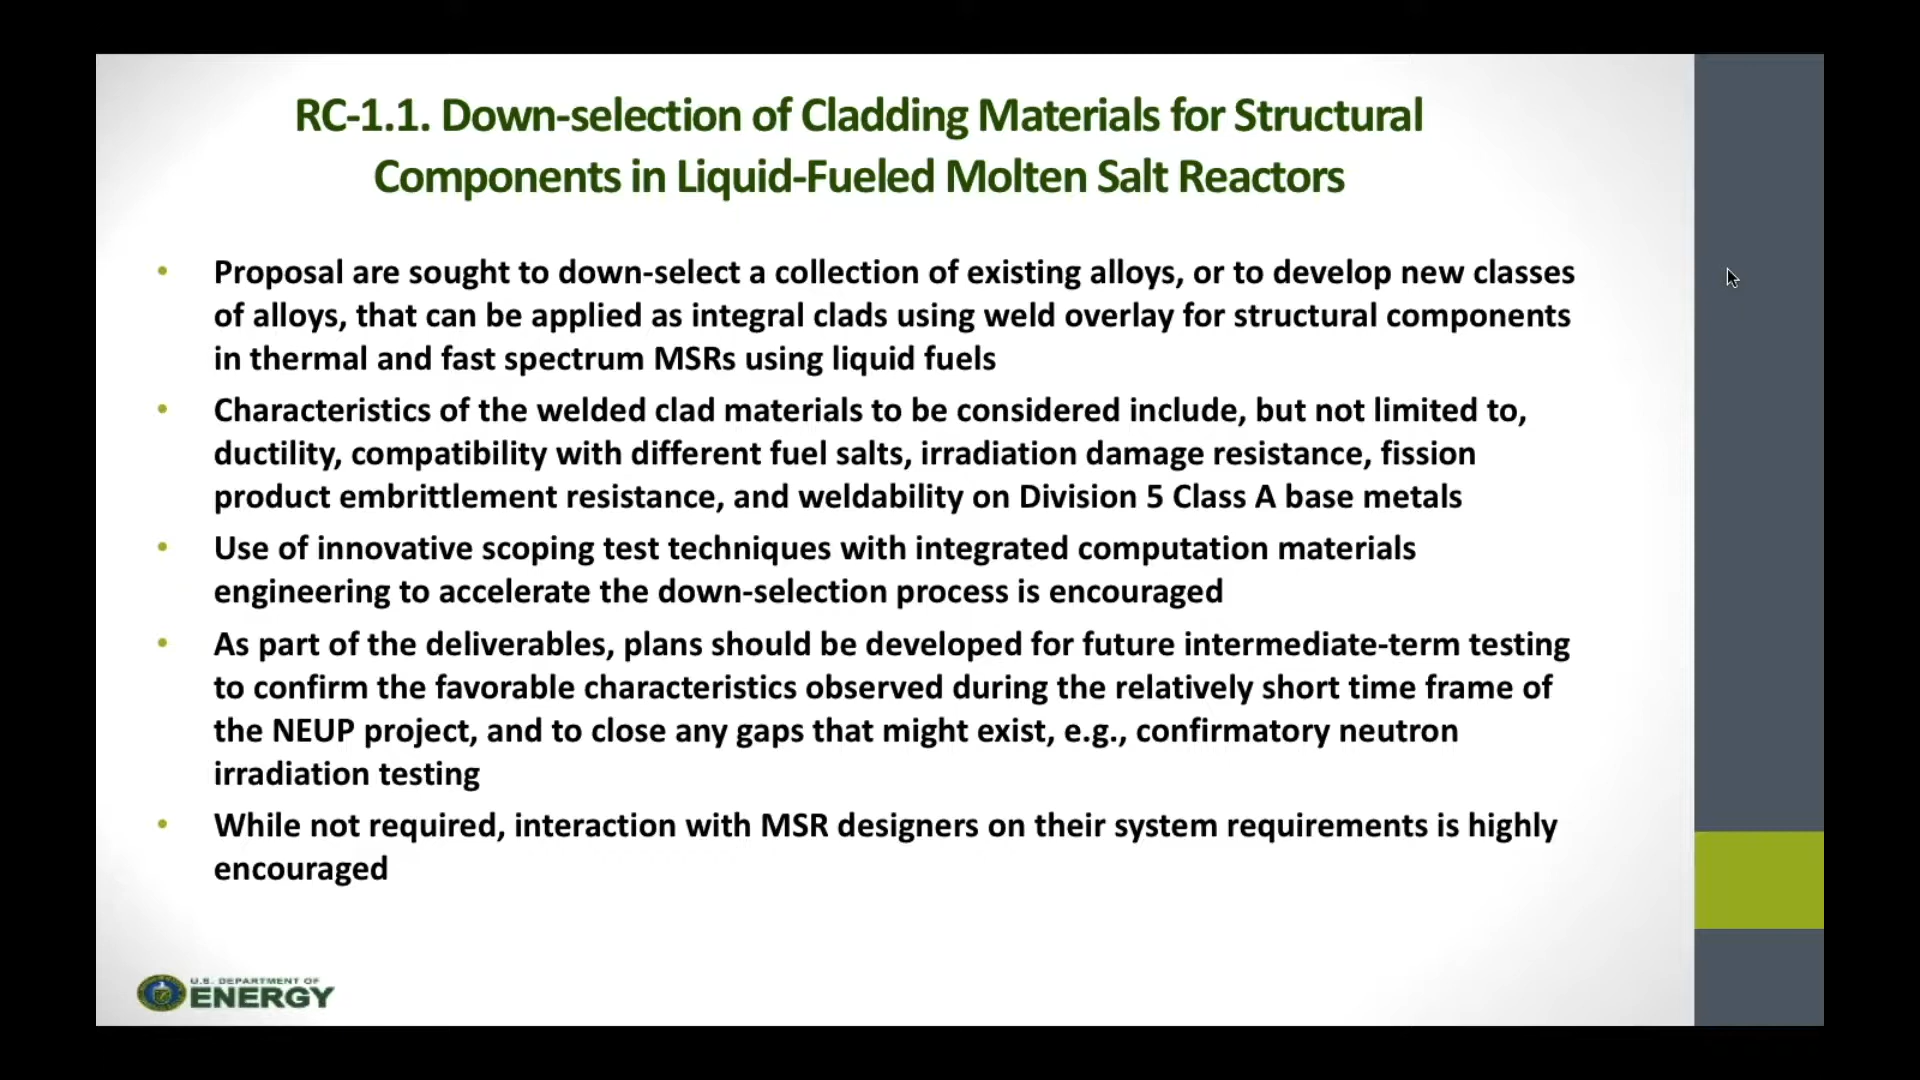 RC-1.1. Down-selection of Cladding Materials for Structural
Components in Liquid-Fueled Molten Salt Reactors
• Proposal are sought to down-select a collection of existing alloys, or to develop new classes
of alloys, that can be applied as integral clads using weld overlay for structural components
in thermal and fast spectrum MSRs using liquid fuels
• Characteristics of the welded clad materials to be considered include, but not limited to,
ductility, compatibility with different fuel salts, irradiation damage resistance, fission
product embrittlement resistance, and weldability on Division 5 Class A base metals
• Use of innovative scoping test techniques with integrated computation materials
engineering to accelerate the down-selection process is encouraged
• As part of the deliverables, plans should be developed for future intermediate-term testing
to confirm the favorable characteristics observed during the relatively short time frame of
the NEUP project, and to close any gaps that might exist, e.g., confirmatory neutron
irradiation testing
• While not required, interaction with MSR designers on their system requirements is highly
encouraged
U.S. DEPARTMENT OF
ENERGY